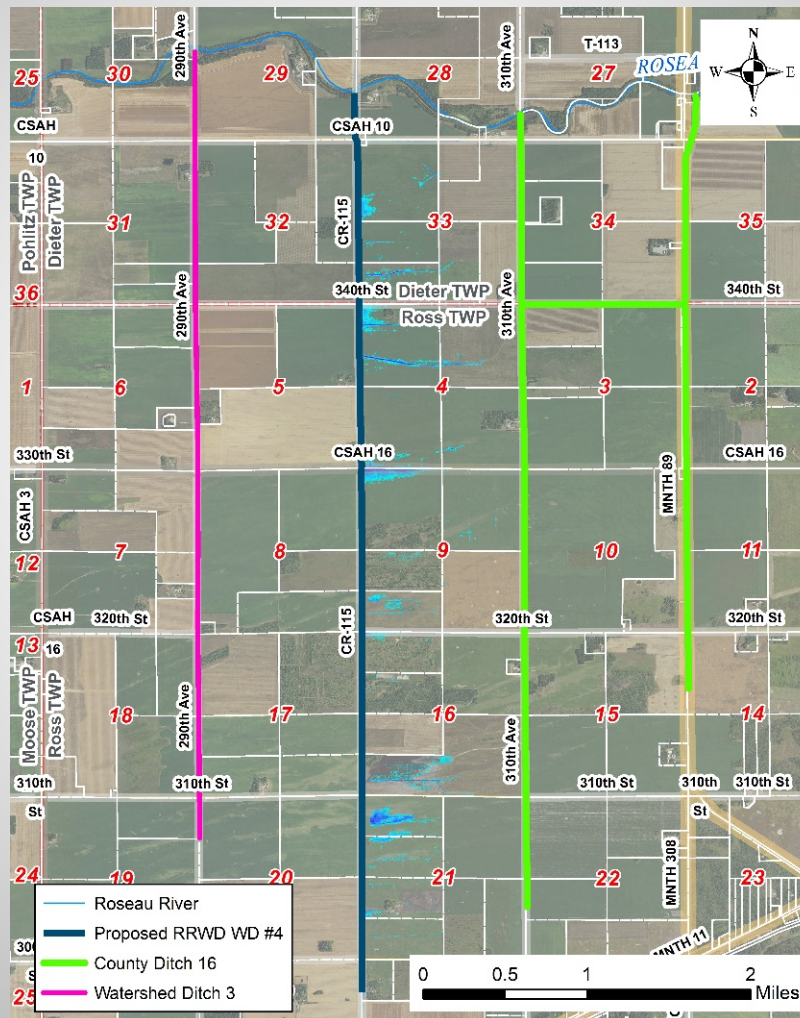 290th Ave
310th Ave
T-113
N
W E
S
25
30
29
28
27
ROSEA
CSAH
10
CSAH 10
Pohlitz TWP
Dieter TWP
31
32
CR-115
33
34
35
36
290th Ave
340th St
Dieter TWP
Ross TWP
310th Ave
340th St
1
6
5
4
3
2
330th St
CSAH 16
CSAH 16
CSAH 3
MNTH 89
12
7
8
9
10
11
CSAH
16
320th St
CR-115
320th St
320th St
13
Moose TWP
Ross TWP
18
290th Ave
17
16
310th Ave
15
14
310th
St
310th St
310th St
310th
St
310th St
24
19
20
21
22
MNTH 308
23
MNTH 11
25
Roseau River
Proposed RRWD WD #4
County Ditch 16
Watershed Ditch 3
0 0.5 1 2
Miles